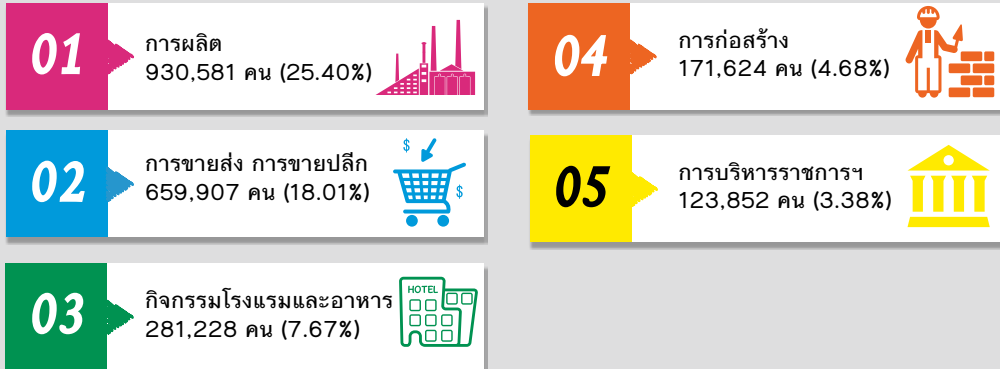 01
การผลิต
930,581 คน (25.40%)
02
การขายส่ง การขายปลีก
659,907 คน (18.01%)
$
$
03
กิจกรรมโรงแรมและอาหาร
281,228 คน (7.67%)
HOTEL
04
การก่อสร้าง
171,624 คน (4.68%)
05
การบริหารราชการฯ
123,852 คน (3.38%)